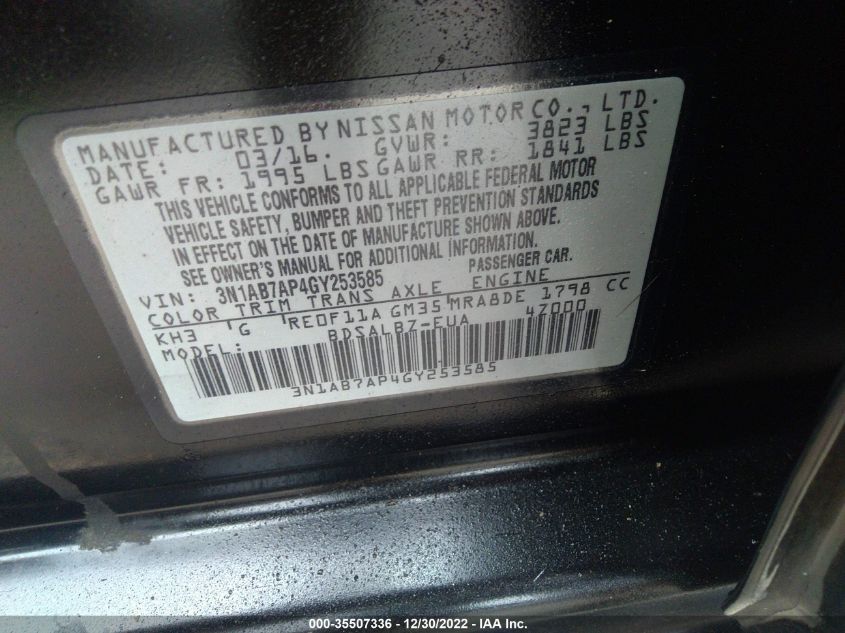 MANUFACTURED BY NISSAN MOTOR CO., LTD.
DATE: 03/16. GVWR: 3823 LBS
GAWR FR: 1995 LBS GAWR RR: 1841 LBS
THIS VEHICLE CONFORMS TO ALL APPLICABLE FEDERAL MOTOR
VEHICLE SAFETY, BUMPER AND THEFT PREVENTION STANDARDS
IN EFFECT ON THE DATE OF MANUFACTURE SHOWN ABOVE.
SEE OWNER'S MANUAL FOR ADDITIONAL INFORMATION.
VIN: 3N1AB7AP4GY253585 PASSENGER CAR.
COLOR TRIM TRANS AXLE ENGINE
KH3 G RE0F11A GM35 MRA8DE 1798 CC
MODEL: BDSALBZ-EUA 4Z000
3N1AB7AP4GY253585
000-35507336 - 12/30/2022 - IAA Inc.